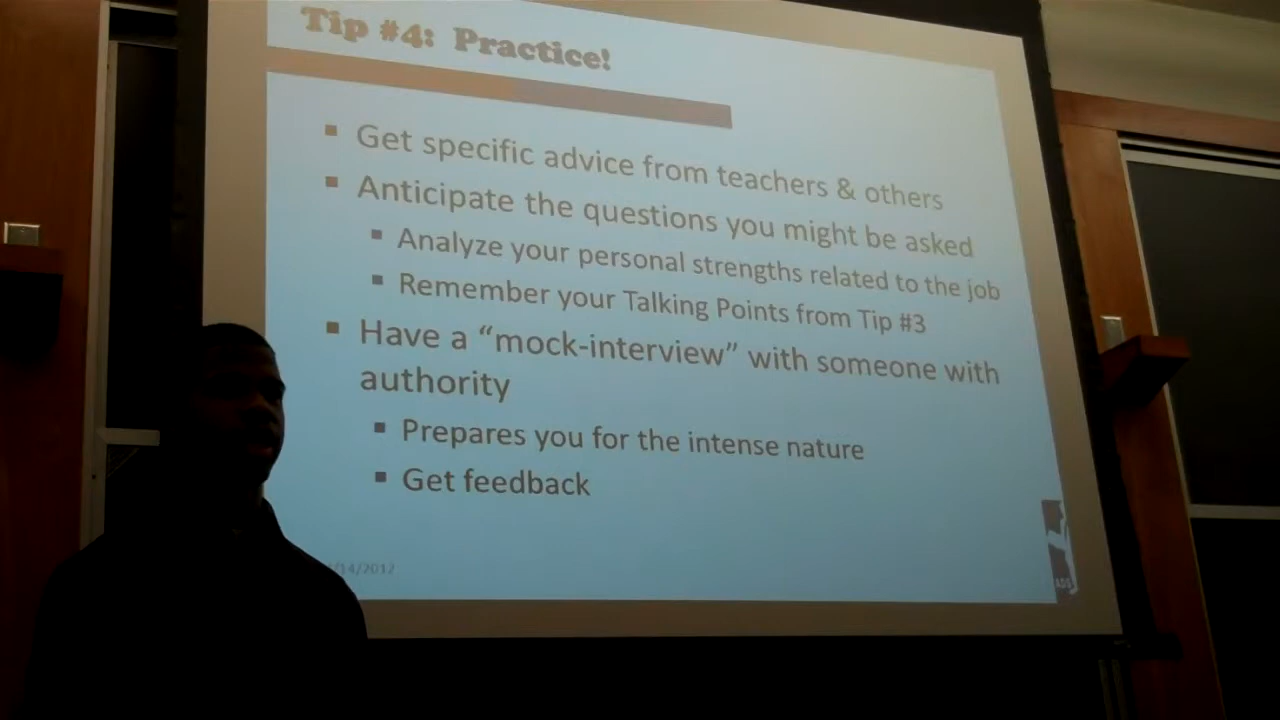 Tip #4: Practice!
▪ Get specific advice from teachers & others
▪ Anticipate the questions you might be asked
▪ Analyze your personal strengths related to the job
▪ Remember your Talking Points from Tip #3
▪ Have a “mock-interview” with someone with
authority
▪ Prepares you for the intense nature
▪ Get feedback
/14/2012